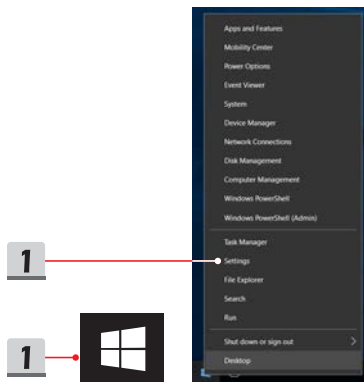 Apps and Features
Mobility Center
Power Options
Event Viewer
System
Device Manager
Network Connections
Disk Management
Computer Management
Windows PowerShell
Windows PowerShell (Admin)
Task Manager
1
Settings
File Explorer
Search
Run
Shut down or sign out
1
Desktop